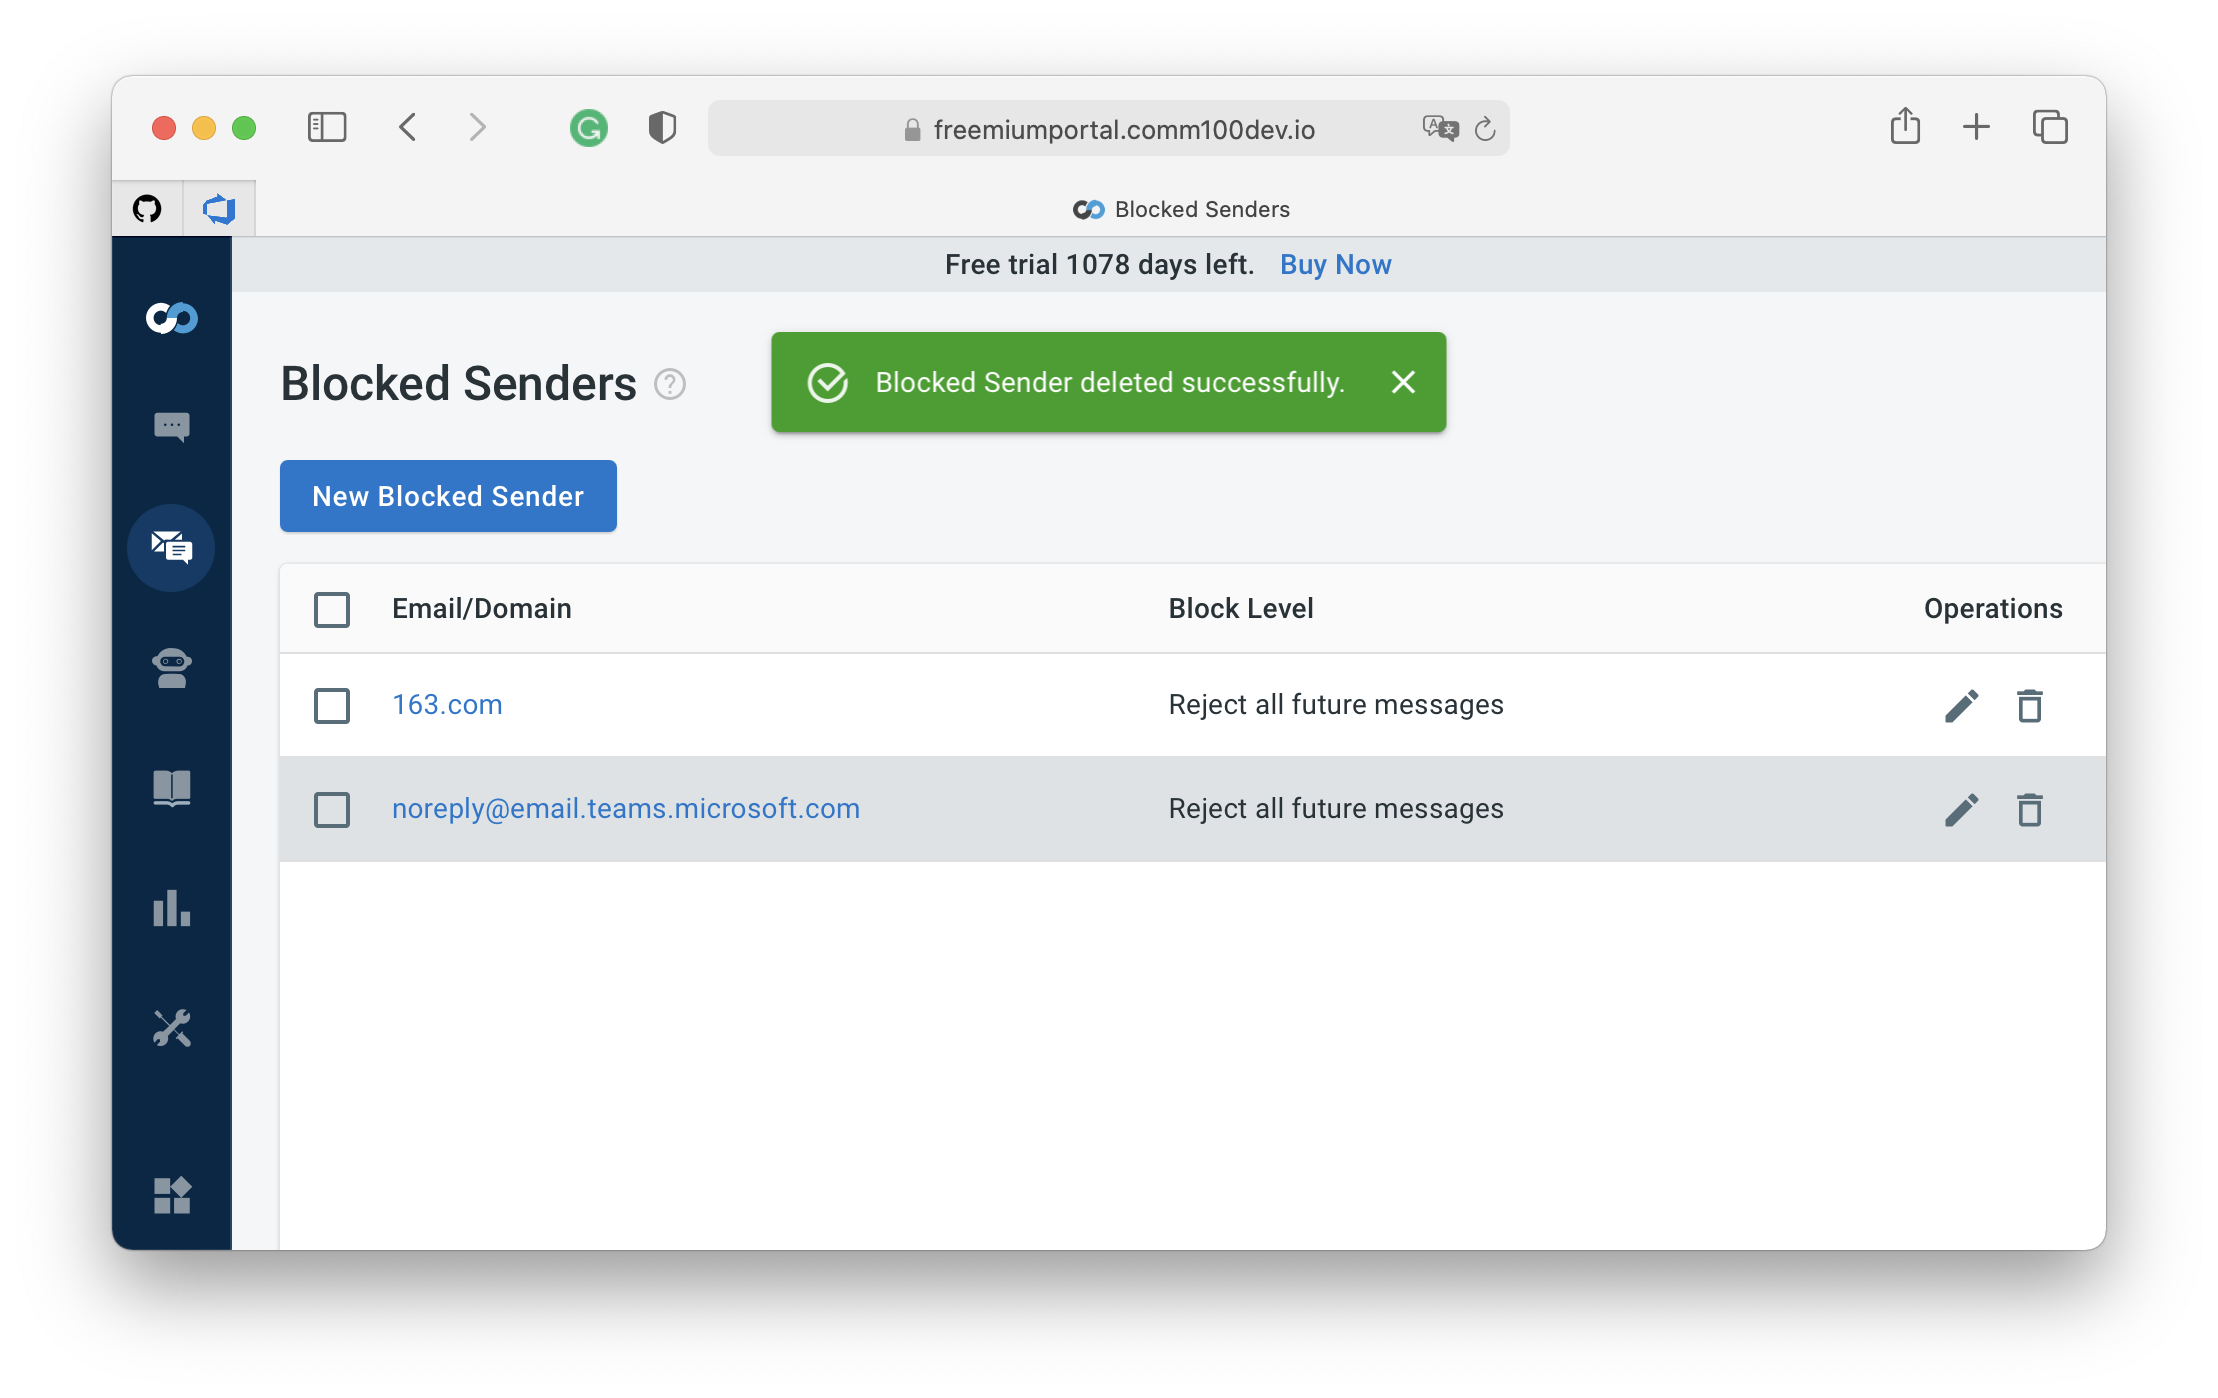 freemiumportal.comm100dev.io
Blocked Senders
Free trial 1078 days left. Buy Now
Blocked Senders
Blocked Sender deleted successfully.
New Blocked Sender
Email/Domain Block Level Operations
163.com Reject all future messages
noreply@email.teams.microsoft.com Reject all future messages